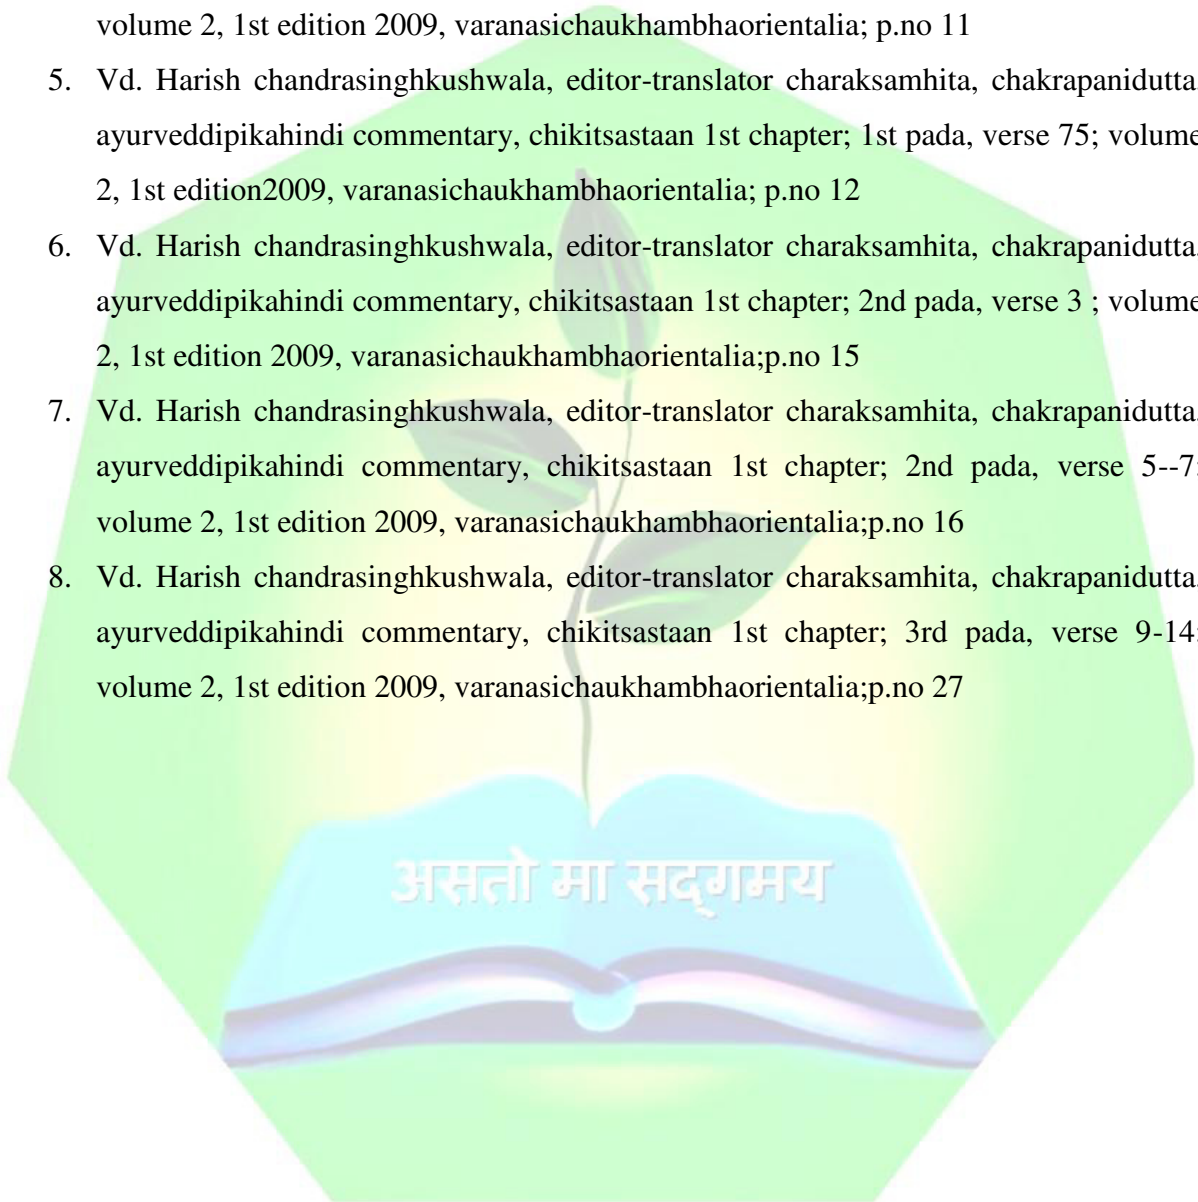 volume 2, 1st edition 2009, varanasichaukhambhaorientalia; p.no 11
5. Vd. Harish chandrasinghkushwala, editor-translator charaksamhita, chakrapanidutta,
ayurveddipikahindi commentary, chikitsastaan 1st chapter; 1st pada, verse 75; volume
2, 1st edition2009, varanasichaukhambhaorientalia; p.no 12
6. Vd. Harish chandrasinghkushwala, editor-translator charaksamhita, chakrapanidutta,
ayurveddipikahindi commentary, chikitsastaan 1st chapter; 2nd pada, verse 3 ; volume
2, 1st edition 2009, varanasichaukhambhaorientalia;p.no 15
7. Vd. Harish chandrasinghkushwala, editor-translator charaksamhita, chakrapanidutta,
ayurveddipikahindi commentary, chikitsastaan 1st chapter; 2nd pada, verse 5--7;
volume 2, 1st edition 2009, varanasichaukhambhaorientalia;p.no 16
8. Vd. Harish chandrasinghkushwala, editor-translator charaksamhita, chakrapanidutta,
ayurveddipikahindi commentary, chikitsastaan 1st chapter; 3rd pada, verse 9-14;
volume 2, 1st edition 2009, varanasichaukhambhaorientalia;p.no 27
असतो मा सद्गमय